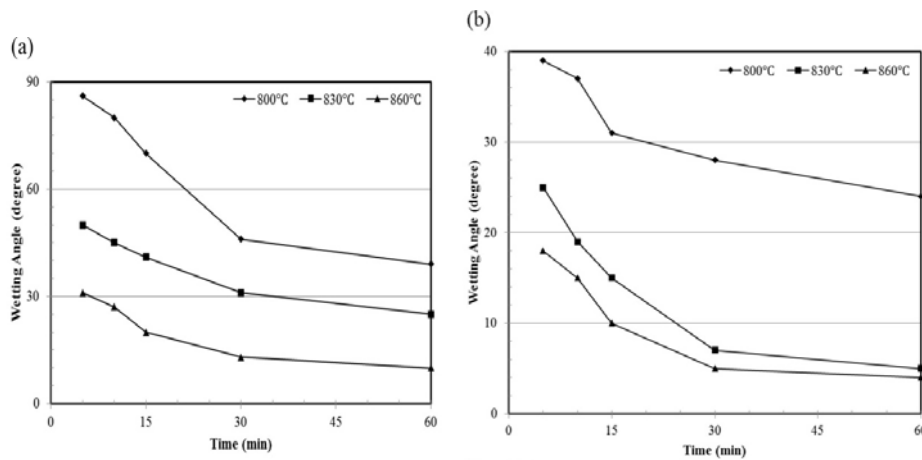 (a)
90
60
30
0
Wetting Angle (degree)
800°C 830°C 860°C
0 15 30 45 60
Time (min)
(b)
40
30
20
10
0
Wetting Angle (degree)
800°C 830°C 860°C
0 15 30 45 60
Time (min)